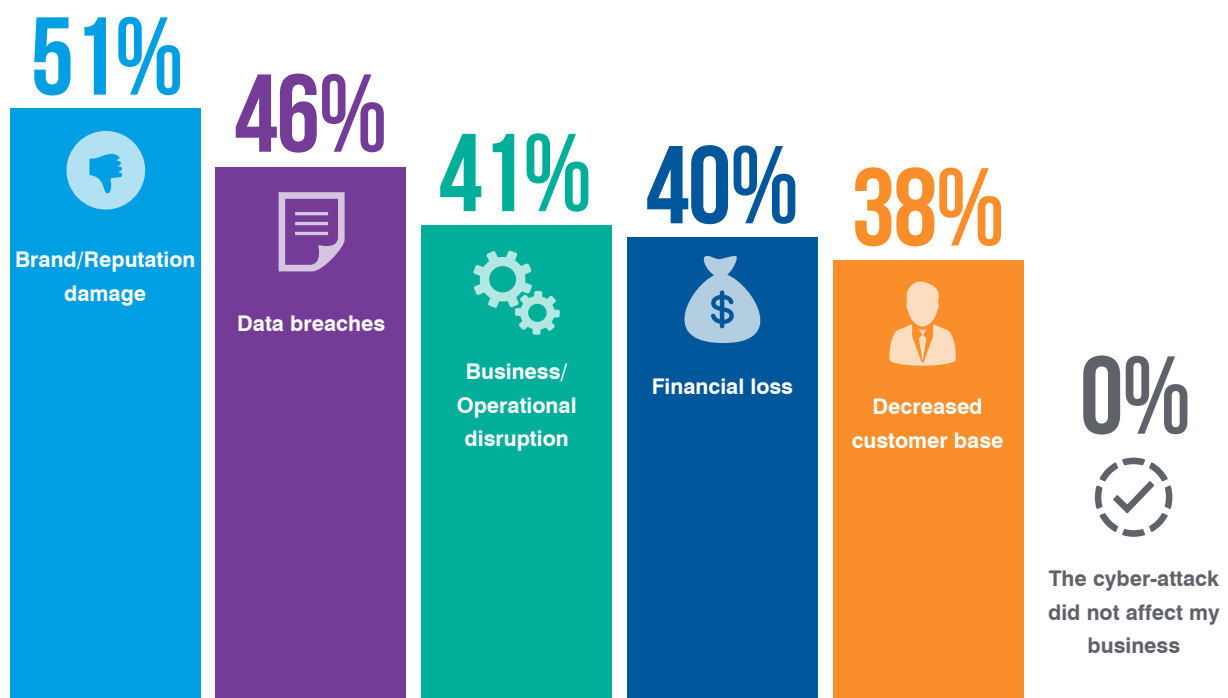 51%
Brand/Reputation
damage
46%
Data breaches
41%
Business/
Operational
disruption
40%
$
Financial loss
38%
Decreased
customer base
0%
The cyber-attack
did not affect my
business